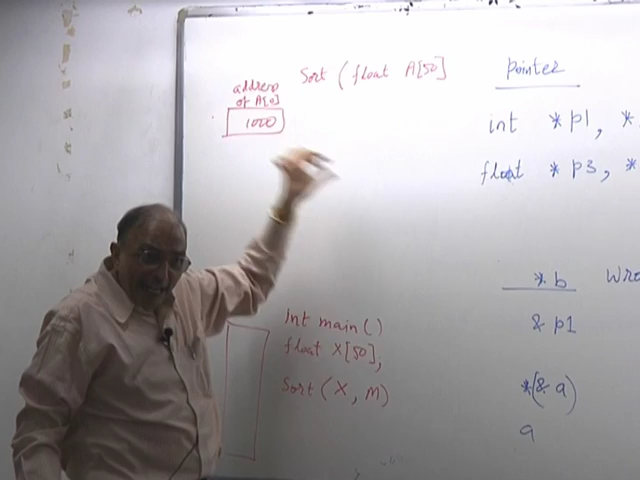 Sort (float A[50]
address
of A[0]
1000
int main()
float X[50];
Sort (X, M)
pointer
int *p1, *
float *p3, *
*b
& p1
*(& a)
a